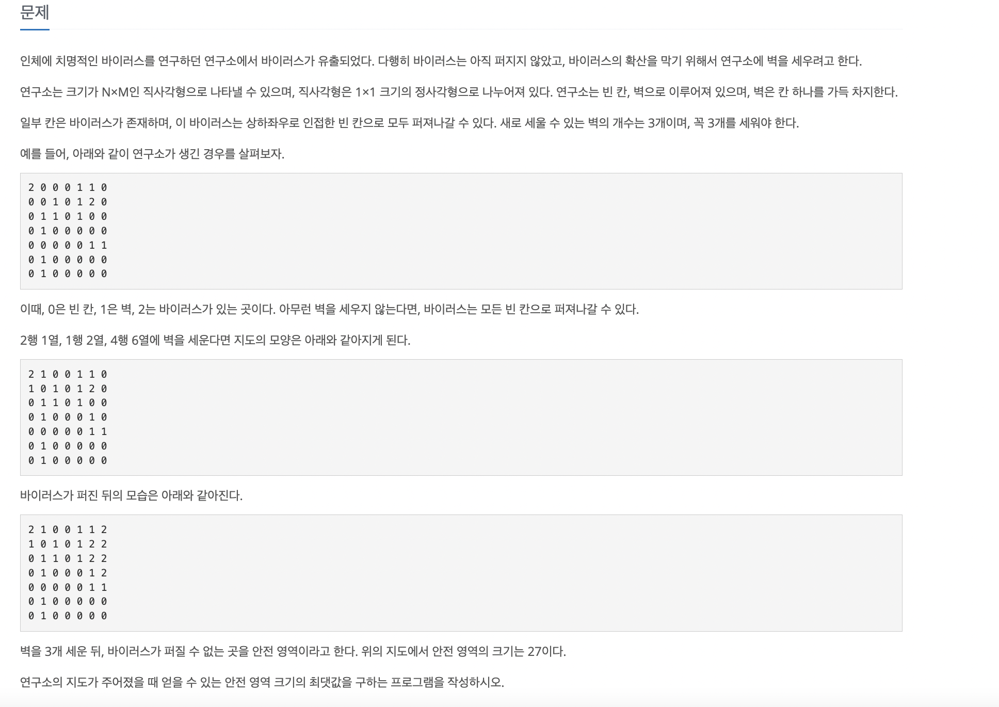 문제
인체에 치명적인 바이러스를 연구하던 연구소에서 바이러스가 유출되었다. 다행히 바이러스는 아직 퍼지지 않았고, 바이러스의 확산을 막기 위해서 연구소에 벽을 세우려고 한다.
연구소는 크기가 N×M인 직사각형으로 나타낼 수 있으며, 직사각형은 1×1 크기의 정사각형으로 나누어져 있다. 연구소는 빈 칸, 벽으로 이루어져 있으며, 벽은 칸 하나를 가득 차지한다.
일부 칸은 바이러스가 존재하며, 이 바이러스는 상하좌우로 인접한 빈 칸으로 모두 퍼져나갈 수 있다. 새로 세울 수 있는 벽의 개수는 3개이며, 꼭 3개를 세워야 한다.
예를 들어, 아래와 같이 연구소가 생긴 경우를 살펴보자.
2 0 0 0 1 1 0
0 0 1 0 1 2 0
0 1 1 0 1 0 0
0 1 0 0 0 0 0
0 0 0 0 0 1 1
0 1 0 0 0 0 0
0 1 0 0 0 0 0
이때, 0은 빈 칸, 1은 벽, 2는 바이러스가 있는 곳이다. 아무런 벽을 세우지 않는다면, 바이러스는 모든 빈 칸으로 퍼져나갈 수 있다.
2행 1열, 1행 2열, 4행 6열에 벽을 세운다면 지도의 모양은 아래와 같아지게 된다.
2 1 0 0 1 1 0
1 0 1 0 1 2 0
0 1 1 0 1 0 0
0 1 0 0 0 1 0
0 0 0 0 0 1 1
0 1 0 0 0 0 0
0 1 0 0 0 0 0
바이러스가 퍼진 뒤의 모습은 아래와 같아진다.
2 1 0 0 1 1 2
1 0 1 0 1 2 2
0 1 1 0 1 2 2
0 1 0 0 0 1 2
0 0 0 0 0 1 1
0 1 0 0 0 0 0
0 1 0 0 0 0 0
벽을 3개 세운 뒤, 바이러스가 퍼질 수 없는 곳을 안전 영역이라고 한다. 위의 지도에서 안전 영역의 크기는 27이다.
연구소의 지도가 주어졌을 때 얻을 수 있는 안전 영역 크기의 최댓값을 구하는 프로그램을 작성하시오.